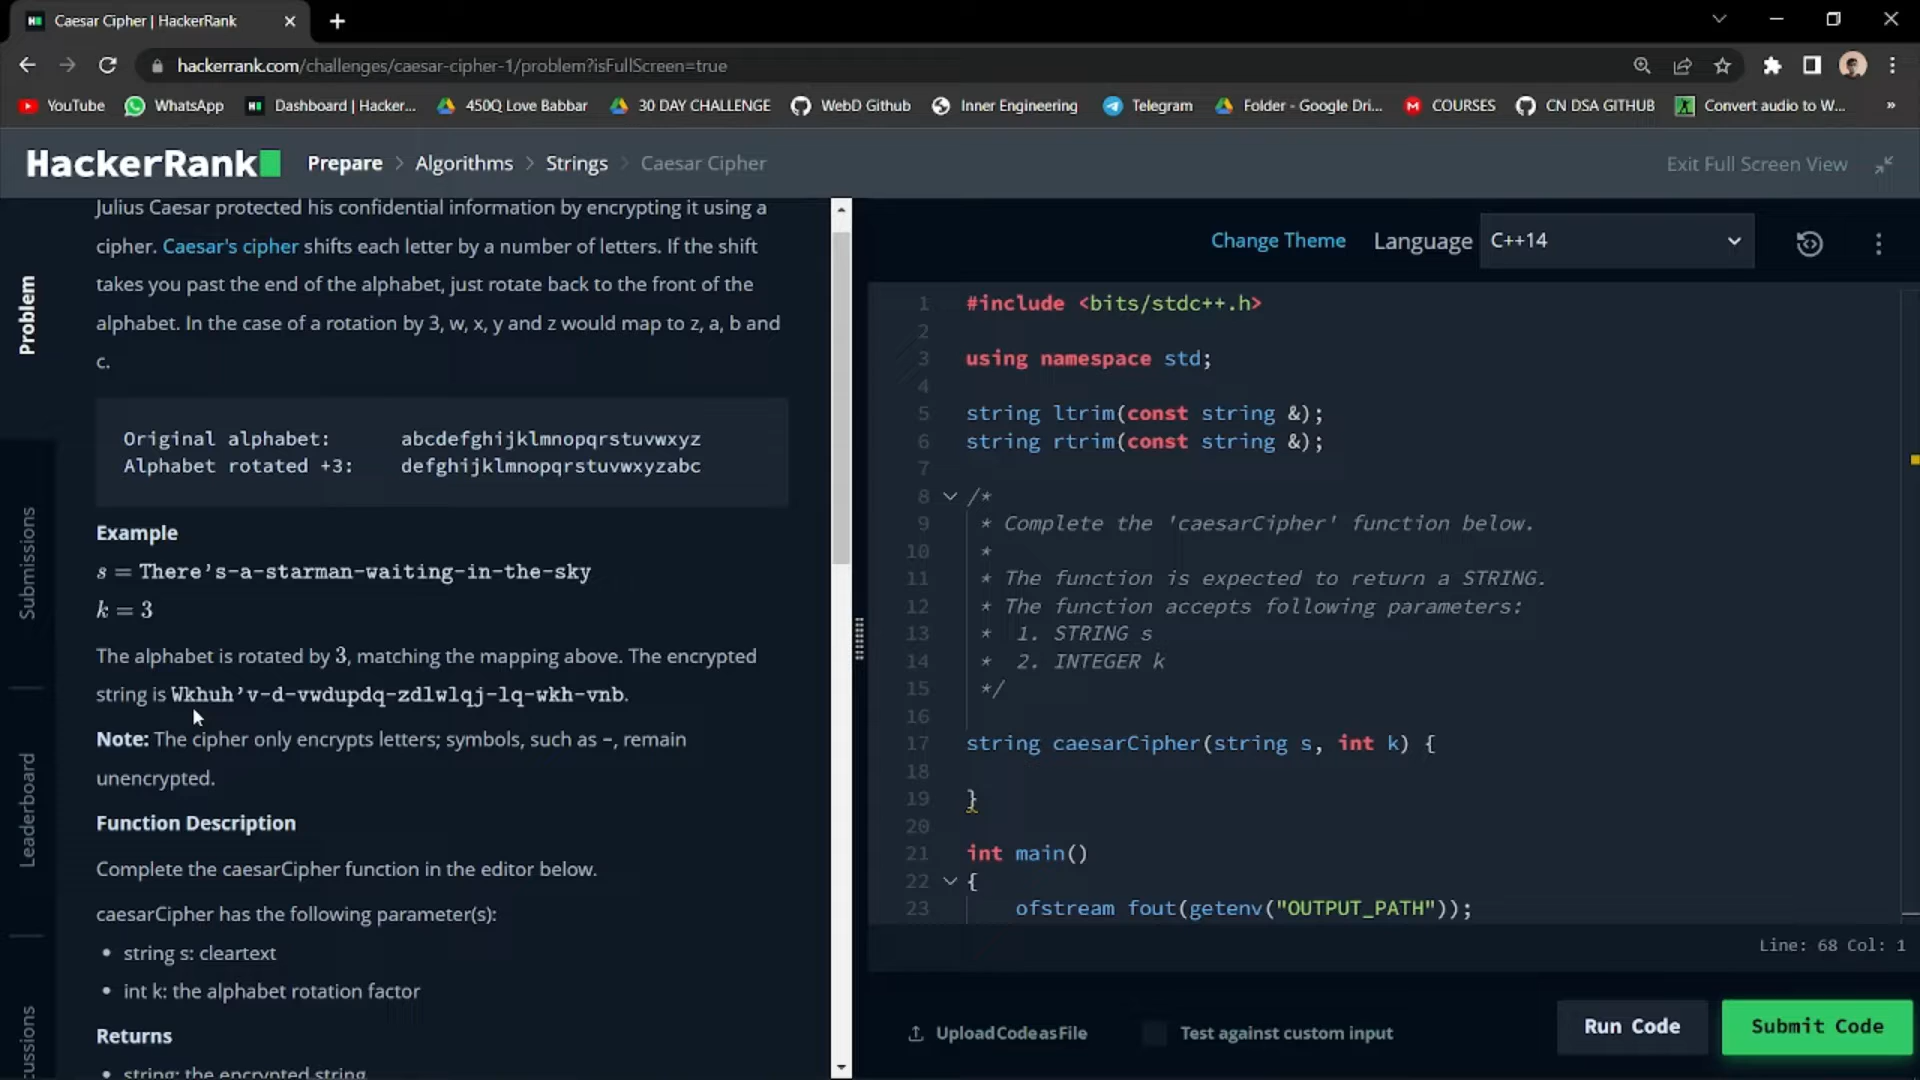 Caesar Cipher | HackerRank
hackerrank.com/challenges/caesar-cipher-1/problem?isFullScreen=true
YouTube WhatsApp Dashboard | Hacker... 450Q Love Babbar 30 DAY CHALLENGE WebD Github Inner Engineering Telegram Folder - Google Dri... COURSES CN DSA GITHUB Convert audio to W... »
HackerRank Prepare > Algorithms > Strings > Caesar Cipher Exit Full Screen View
Problem
Submissions
Leaderboard
cussions
Julius Caesar protected his confidential information by encrypting it using a
cipher. Caesar's cipher shifts each letter by a number of letters. If the shift
takes you past the end of the alphabet, just rotate back to the front of the
alphabet. In the case of a rotation by 3, w, x, y and z would map to z, a, b and
c.
Original alphabet: abcdefghijklmnopqrstuvwxyz
Alphabet rotated +3: defghijklmnopqrstuvwxyzabc
Example
s = There's-a-starman-waiting-in-the-sky
k = 3
The alphabet is rotated by 3, matching the mapping above. The encrypted
string is Wkhuh'v-d-vwdupdq-zdlwlqj-lq-wkh-vnb.
Note: The cipher only encrypts letters; symbols, such as -, remain
unencrypted.
Function Description
Complete the caesarCipher function in the editor below.
caesarCipher has the following parameter(s):
• string s: cleartext
• int k: the alphabet rotation factor
Returns
• string: the encrypted string
Change Theme Language C++14
1 #include <bits/stdc++.h>
2
3 using namespace std;
4
5 string ltrim(const string &);
6 string rtrim(const string &);
7
8 /*
9 * Complete the 'caesarCipher' function below.
10 *
11 * The function is expected to return a STRING.
12 * The function accepts following parameters:
13 * 1. STRING s
14 * 2. INTEGER k
15 */
16
17 string caesarCipher(string s, int k) {
18
19 }
20
21 int main()
22 {
23 ofstream fout(getenv("OUTPUT_PATH"));
Line: 68 Col: 1
Upload Code as File Test against custom input Run Code Submit Code